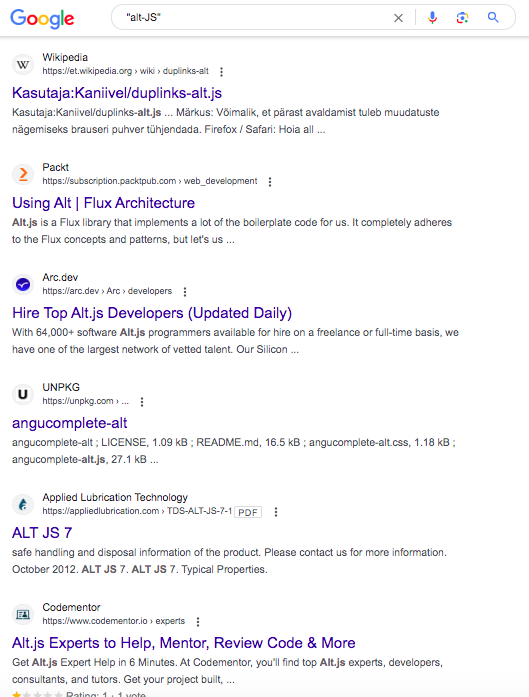 Google
"alt-JS"
Wikipedia
https://et.wikipedia.org › wiki › duplinks-alt
Kasutaja:Kaniivel/duplinks-alt.js
Kasutaja:Kaniivel/duplinks-alt.js ... Märkus: Võimalik, et pärast avaldamist tuleb muudatuste
nägemiseks brauseri puhver tühjendada. Firefox / Safari: Hoia all ...
Packt
https://subscription.packtpub.com › web_development
Using Alt | Flux Architecture
Alt.js is a Flux library that implements a lot of the boilerplate code for us. It completely adheres
to the Flux concepts and patterns, but let's us ...
Arc.dev
https://arc.dev › Arc › developers
Hire Top Alt.js Developers (Updated Daily)
With 64,000+ software Alt.js programmers available for hire on a freelance or full-time basis, we
have one of the largest network of vetted talent. Our Silicon ...
UNPKG
https://unpkg.com › ...
angucomplete-alt
angucomplete-alt ; LICENSE, 1.09 kB ; README.md, 16.5 kB ; angucomplete-alt.css, 1.18 kB ;
angucomplete-alt.js, 27.1 kB ...
Applied Lubrication Technology
https://appliedlubrication.com › TDS-ALT-JS-7-1 PDF
ALT JS 7
safe handling and disposal information of the product. Please contact us for more information.
October 2012. ALT JS 7. ALT JS 7. Typical Properties.
Codementor
https://www.codementor.io › experts
Alt.js Experts to Help, Mentor, Review Code & More
Get Alt.js Expert Help in 6 Minutes. At Codementor, you'll find top Alt.js experts, developers,
consultants, and tutors. Get your project built, ...
Rating: 1 · 1 vote